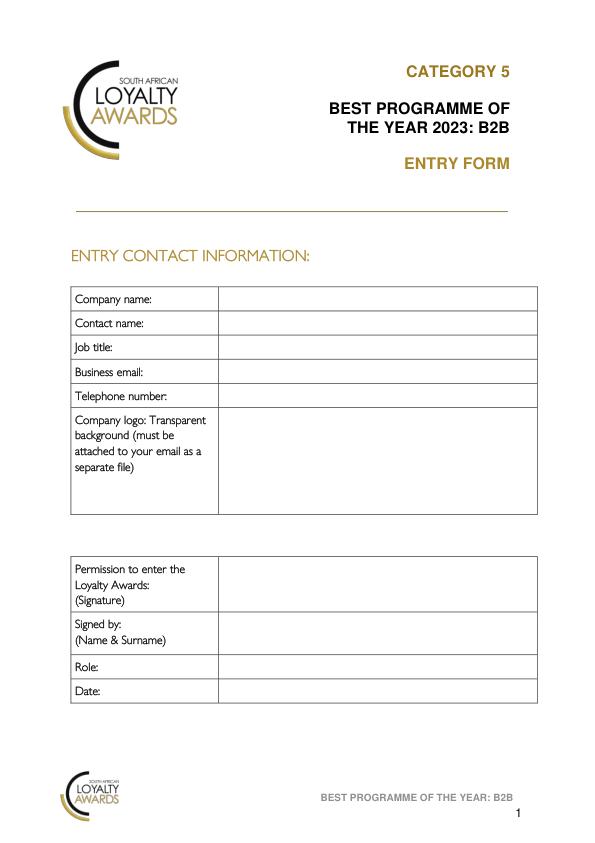 SOUTH AFRICAN
LOYALTY
AWARDS
CATEGORY 5
BEST PROGRAMME OF
THE YEAR 2023: B2B
ENTRY FORM
ENTRY CONTACT INFORMATION:
Company name:
Contact name:
Job title:
Business email:
Telephone number:
Company logo: Transparent
background (must be
attached to your email as a
separate file)
Permission to enter the
Loyalty Awards:
(Signature)
Signed by:
(Name & Surname)
Role:
Date:
SOUTH AFRICAN
LOYALTY
AWARDS
BEST PROGRAMME OF THE YEAR: B2B
1